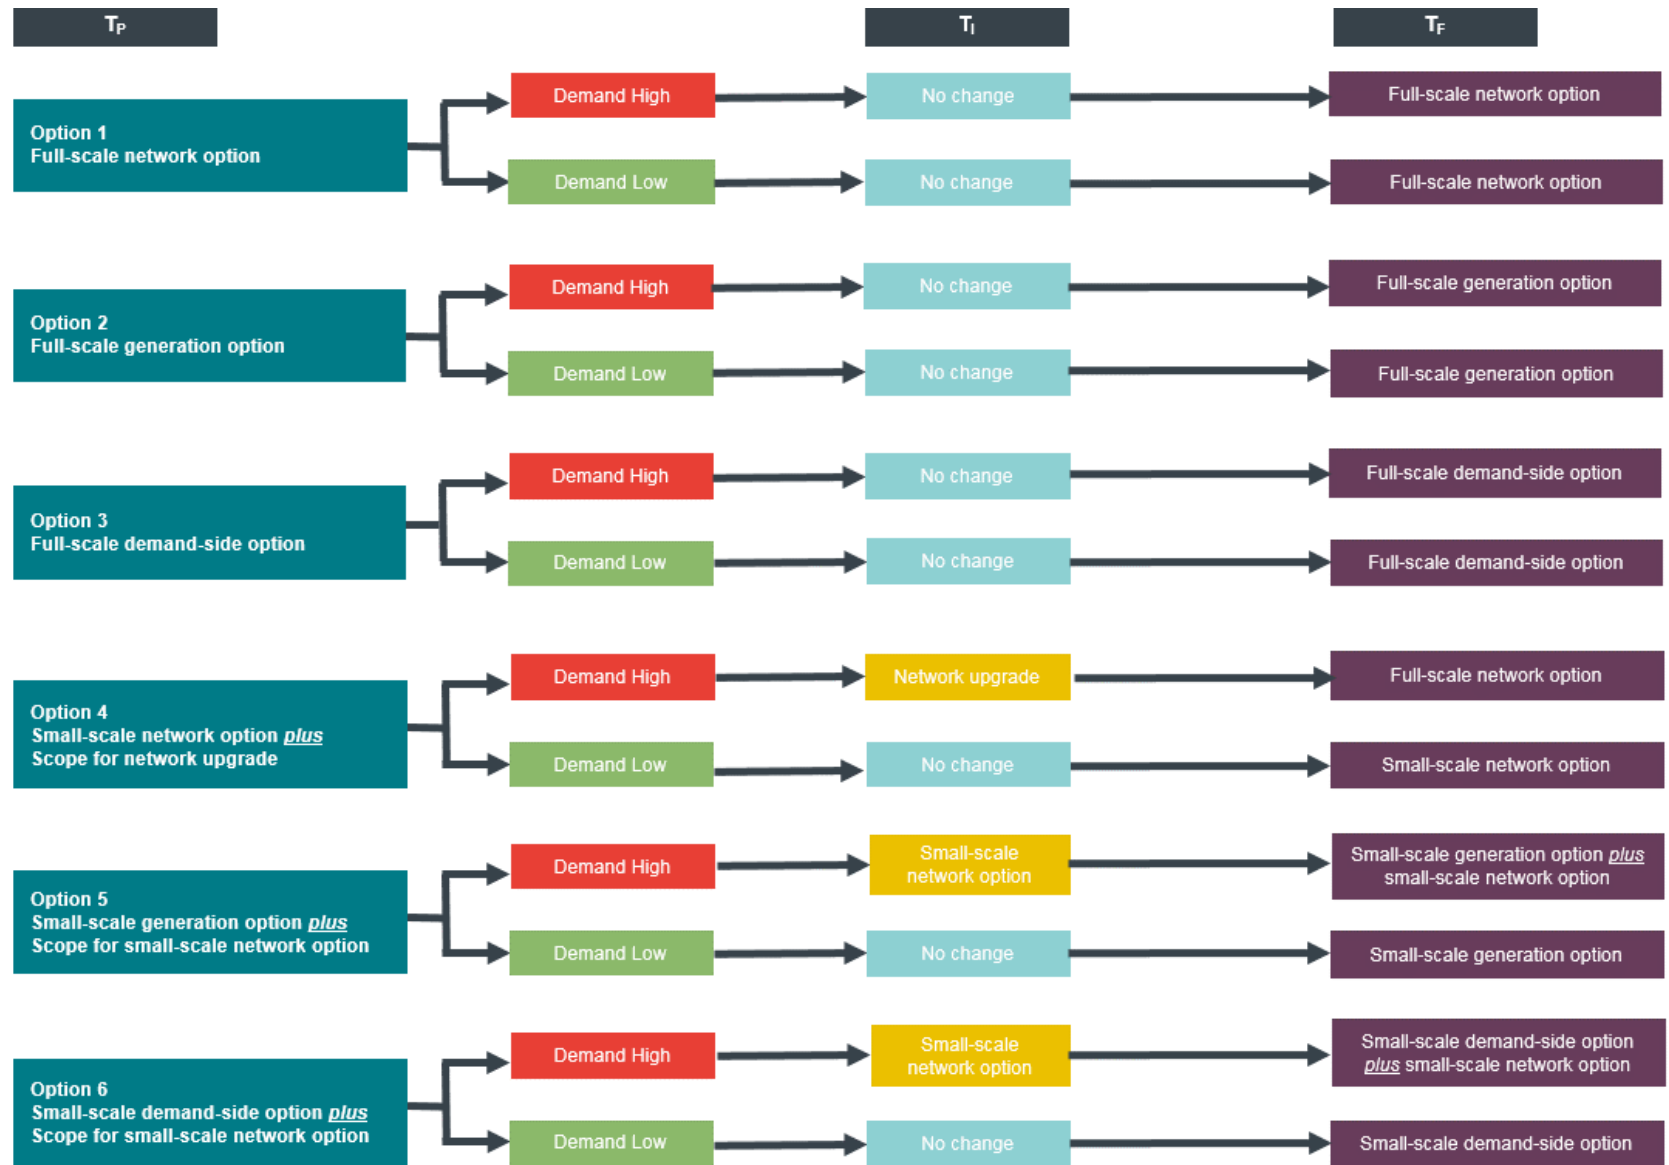 TP
TI
TF
Demand High
No change
Full-scale network option
Option 1
Full-scale network option
Demand Low
No change
Full-scale network option
Demand High
No change
Full-scale generation option
Option 2
Full-scale generation option
Demand Low
No change
Full-scale generation option
Demand High
No change
Full-scale demand-side option
Option 3
Full-scale demand-side option
Demand Low
No change
Full-scale demand-side option
Demand High
Network upgrade
Full-scale network option
Option 4
Small-scale network option plus
Scope for network upgrade
Demand Low
No change
Small-scale network option
Demand High
Small-scale
network option
Small-scale generation option plus
small-scale network option
Option 5
Small-scale generation option plus
Scope for small-scale network option
Demand Low
No change
Small-scale generation option
Demand High
Small-scale
network option
Small-scale demand-side option
plus small-scale network option
Option 6
Small-scale demand-side option plus
Scope for small-scale network option
Demand Low
No change
Small-scale demand-side option